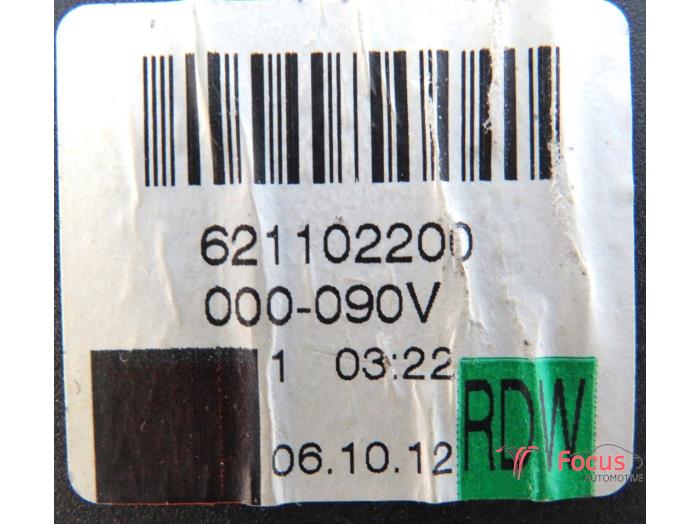 621102200
000-090V
1 03:22
06.10.12 RDW
Focus
AUTOMOTIVE